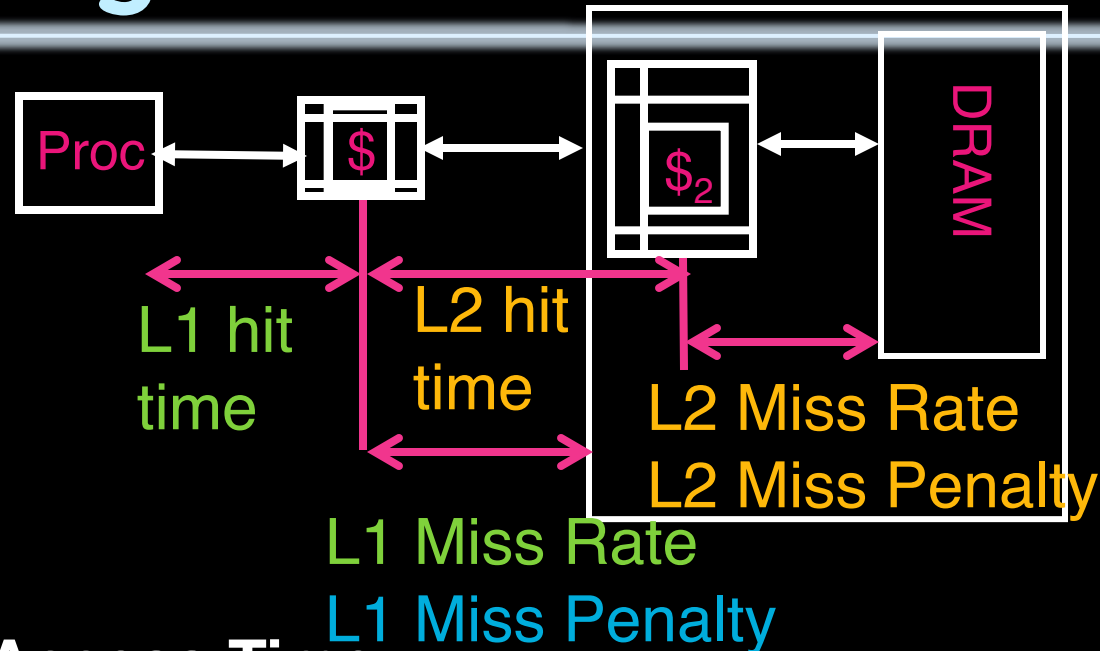 Proc
$
$2
DRAM
L1 hit
time
L2 hit
time
L2 Miss Rate
L2 Miss Penalty
L1 Miss Rate
L1 Miss Penalty